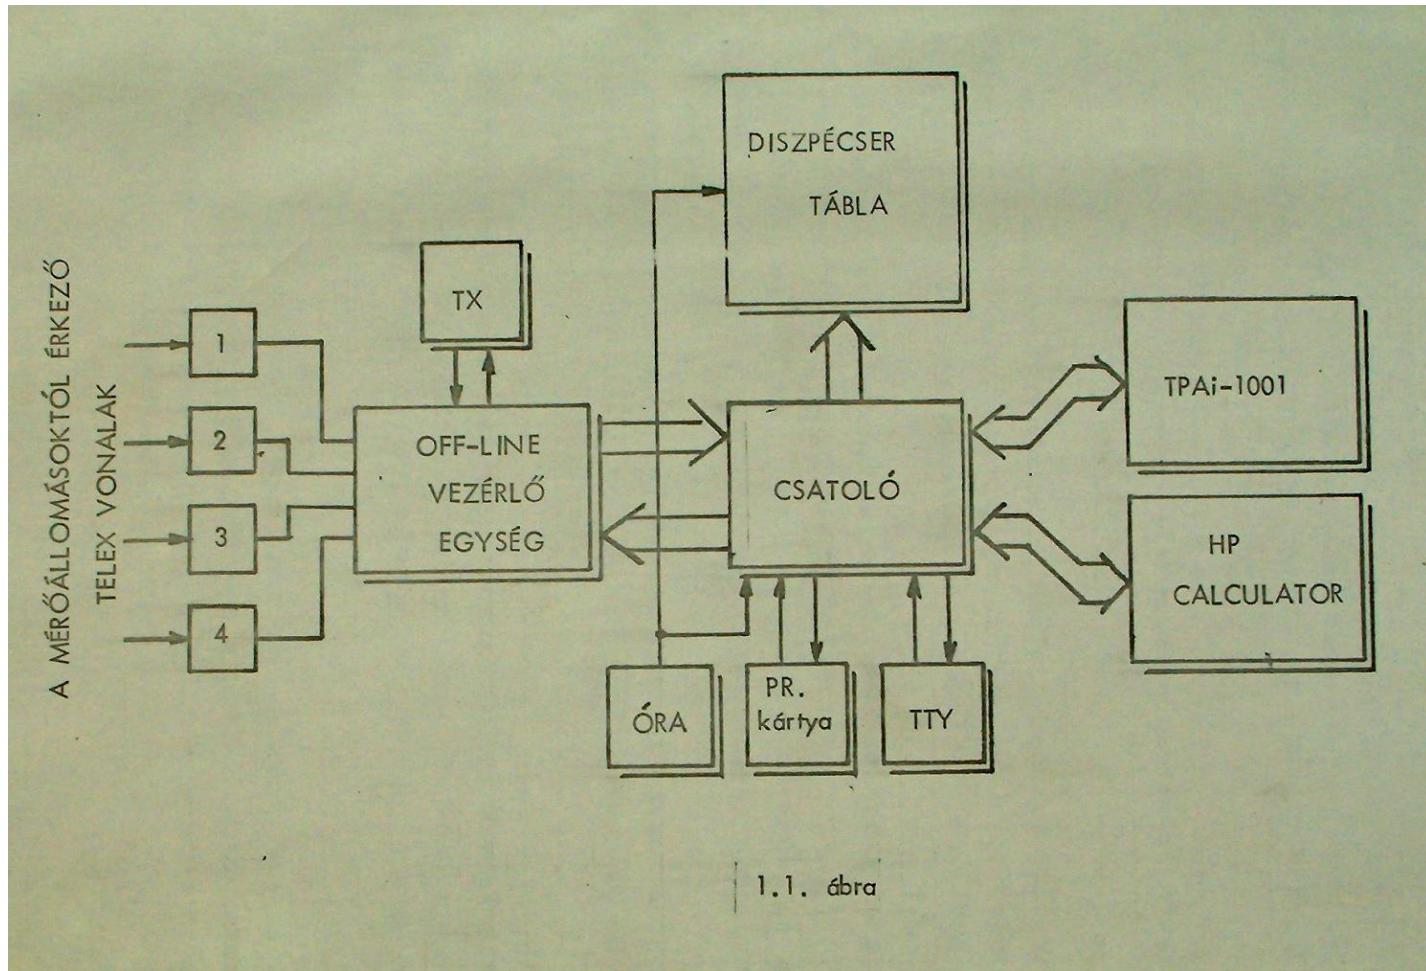 A MÉRŐÁLLOMÁSOKTÓL ÉRKEZŐ
TELEX VONALAK
1
2
3
4
TX
OFF-LINE
VEZÉRLŐ
EGYSÉG
DISZPÉCSER
TÁBLA
CSATOLÓ
TPAi-1001
HP
CALCULATOR
ÓRA
PR.
kártya
TTY
1.1. ábra